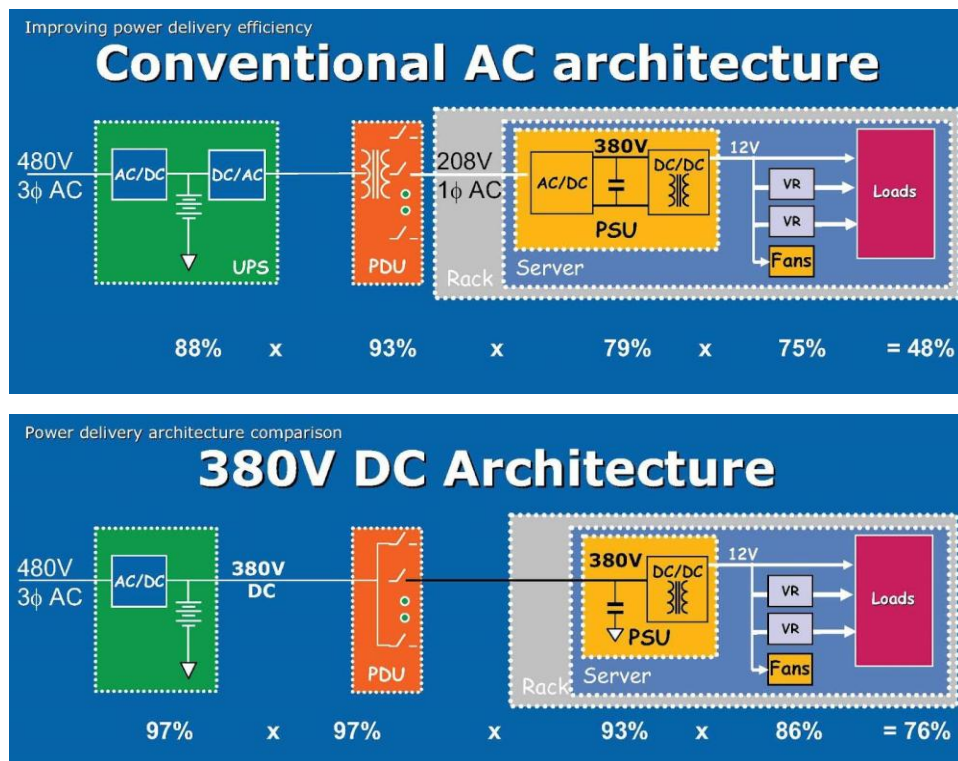 Improving power delivery efficiency
Conventional AC architecture
480V
3ϕ AC
AC/DC
DC/AC
UPS
PDU
208V
1ϕ AC
Rack
Server
AC/DC
380V
DC/DC
PSU
12V
VR
VR
Fans
Loads
88% x 93% x 79% x 75% = 48%
Power delivery architecture comparison
380V DC Architecture
480V
3ϕ AC
AC/DC
380V
DC
PDU
Rack
Server
380V
DC/DC
PSU
12V
VR
VR
Fans
Loads
97% x 97% x 93% x 86% = 76%